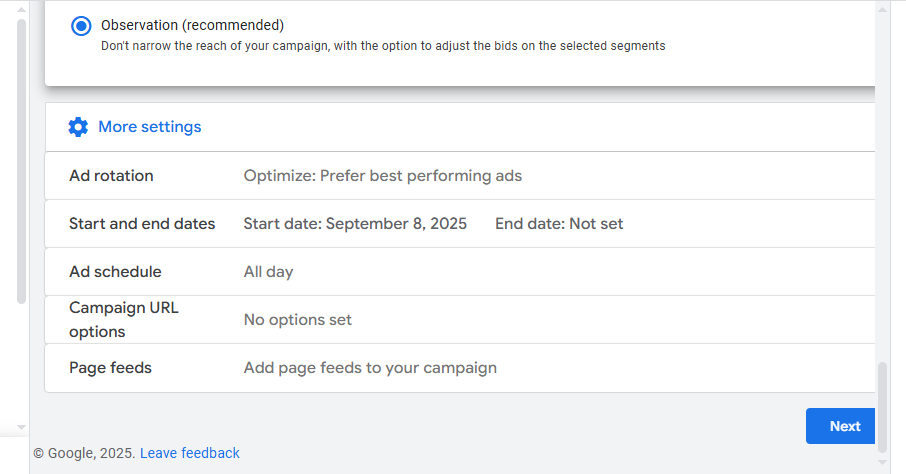 Observation (recommended)
Don't narrow the reach of your campaign, with the option to adjust the bids on the selected segments
More settings
Ad rotation Optimize: Prefer best performing ads
Start and end dates Start date: September 8, 2025 End date: Not set
Ad schedule All day
Campaign URL
options
No options set
Page feeds Add page feeds to your campaign
Next
© Google, 2025. Leave feedback